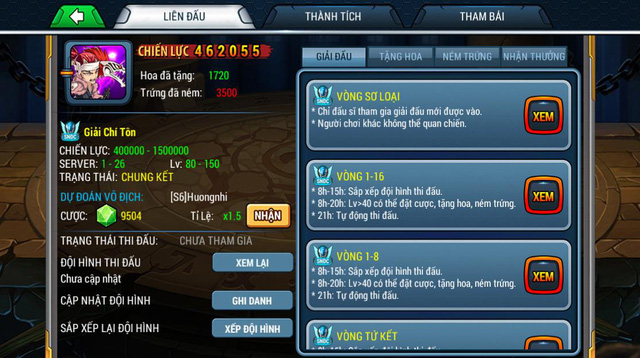 LIÊN ĐẤU
THÀNH TÍCH
THAM BÁI
CHIẾN LỰC 462055
Hoa đã tặng: 1720
Trứng đã ném: 3500
SNDC Giải Chí Tôn
CHIẾN LỰC: 400000 - 1500000
SERVER: 1 - 26 Lv: 80 - 150
TRẠNG THÁI: CHUNG KẾT
DỰ ĐOÁN VÔ ĐỊCH: [S6]Huongnhi
CƯỢC: 9504 Tỉ Lệ: x1.5 NHẬN
TRẠNG THÁI THI ĐẤU: CHƯA THAM GIA
ĐỘI HÌNH THI ĐẤU XEM LẠI
Chưa cập nhật
CẬP NHẬT ĐỘI HÌNH GHI DANH
SẮP XẾP LẠI ĐỘI HÌNH XẾP ĐỘI HÌNH
GIẢI ĐẤU TẶNG HOA NÉM TRỨNG NHẬN THƯỞNG
SNDC VÒNG SƠ LOẠI
* Chỉ đấu sĩ tham gia giải đấu mới được vào.
* Người chơi khác không thể quan chiến.
XEM
SNDC VÒNG 1-16
* 8h-15h: Sắp xếp đội hình thi đấu.
* 8h-20h: Lv>40 có thể đặt cược, tặng hoa, ném trứng.
* 21h: Tự động thi đấu.
XEM
SNDC VÒNG 1-8
* 8h-15h: Sắp xếp đội hình thi đấu.
* 8h-20h: Lv>40 có thể đặt cược, tặng hoa, ném trứng.
* 21h: Tự động thi đấu.
XEM
SNDC VÒNG TỨ KẾT